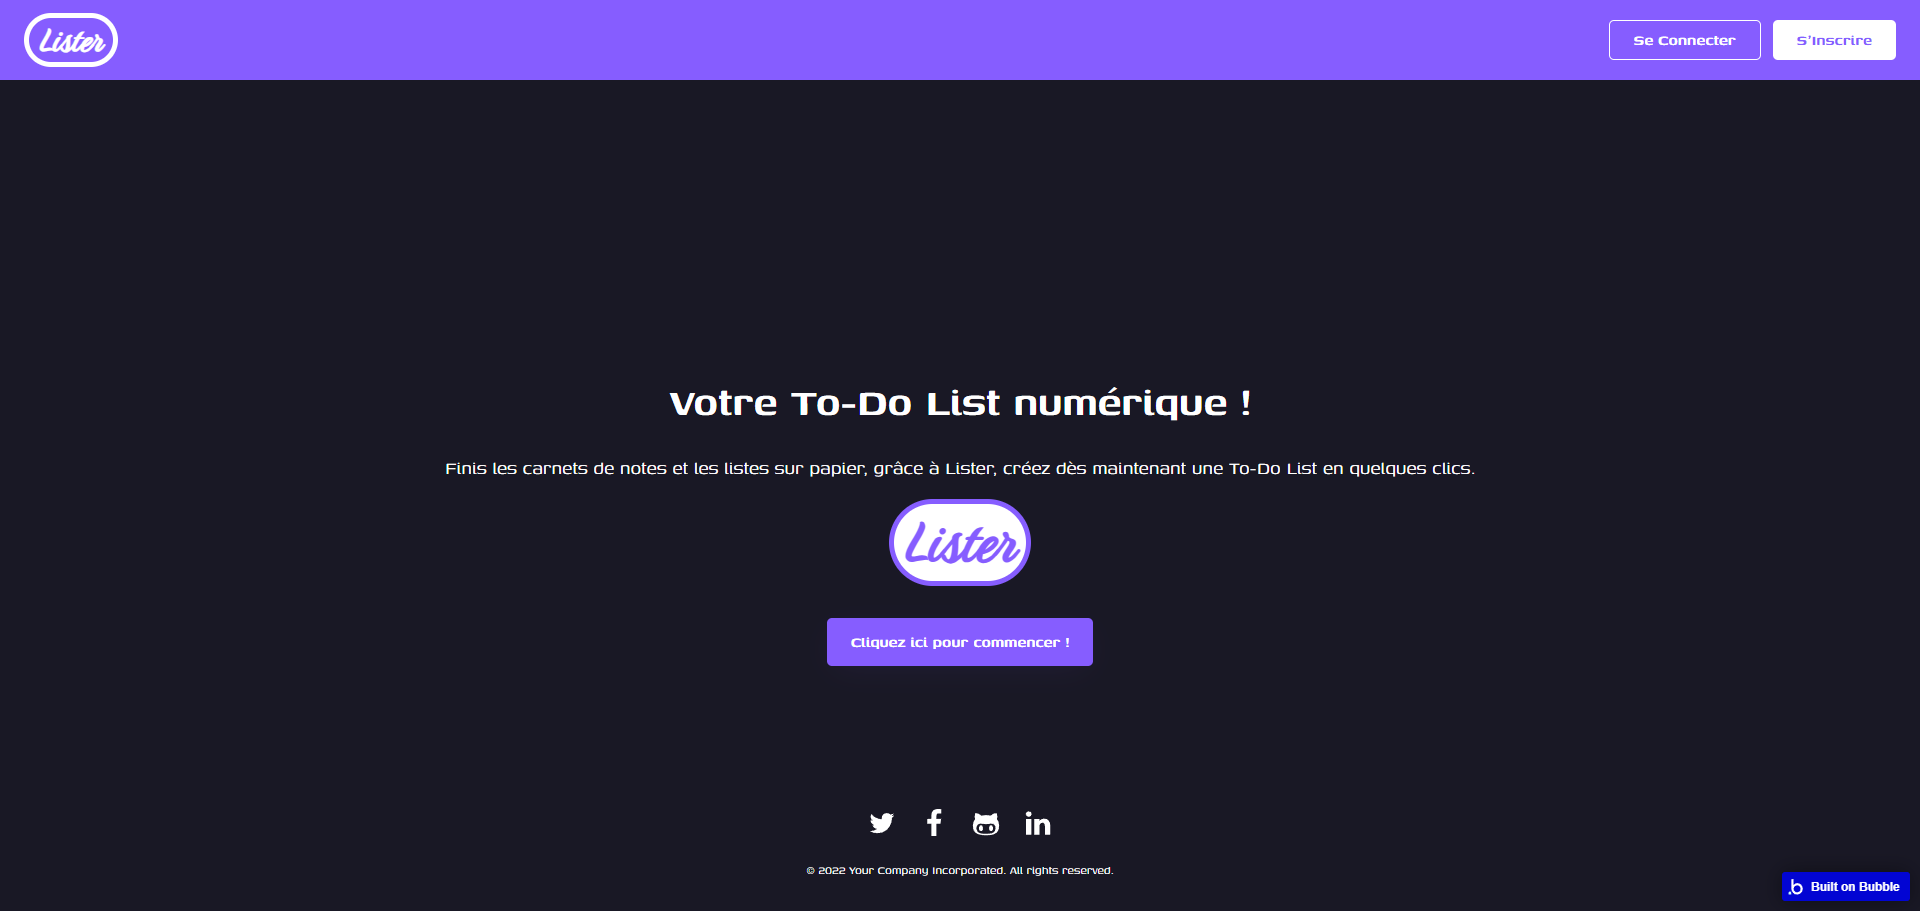 Lister
Se Connecter
S'Inscrire
Votre To-Do List numérique !
Finis les carnets de notes et les listes sur papier, grâce à Lister, créez dès maintenant une To-Do List en quelques clics.
Lister
Cliquez ici pour commencer !
© 2022 Your Company Incorporated. All rights reserved.
Built on Bubble